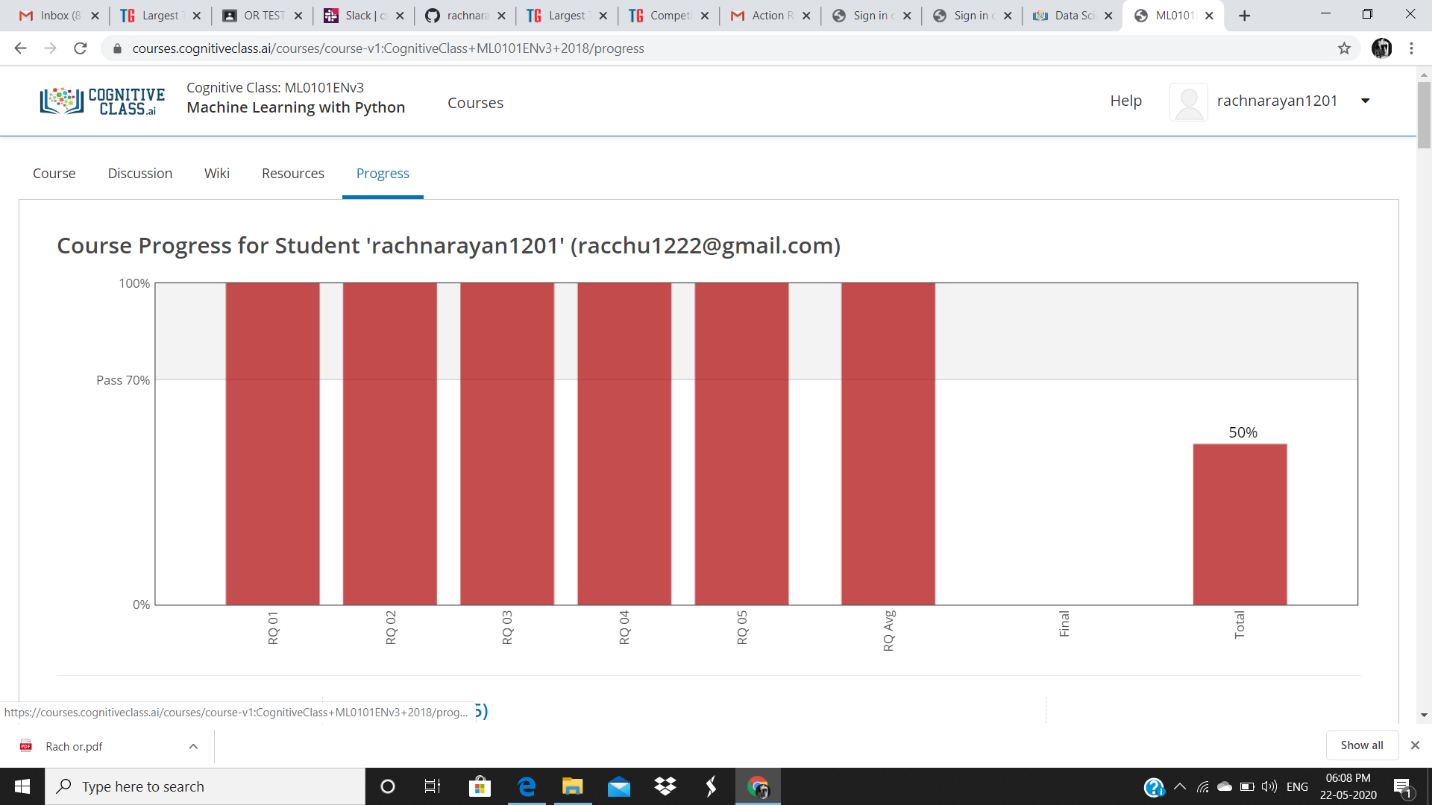 Inbox (8
Largest T
OR TEST
Slack | c
rachnara
Largest T
Competi
Action R
Sign in o
Sign in o
Data Sci
ML0101
courses.cognitiveclass.ai/courses/course-v1:CognitiveClass+ML0101ENv3+2018/progress
COGNITIVE
CLASS.ai
Cognitive Class: ML0101ENv3
Machine Learning with Python
Courses
Help
rachnarayan1201
Course
Discussion
Wiki
Resources
Progress
Course Progress for Student 'rachnarayan1201' (racchu1222@gmail.com)
100%
Pass 70%
0%
50%
RQ 01
RQ 02
RQ 03
RQ 04
RQ 05
RQ Avg
Final
Total
https://courses.cognitiveclass.ai/courses/course-v1:CognitiveClass+ML0101ENv3+2018/prog...
5)
Rach or.pdf
Show all
Type here to search
ENG
06:08 PM
22-05-2020
1